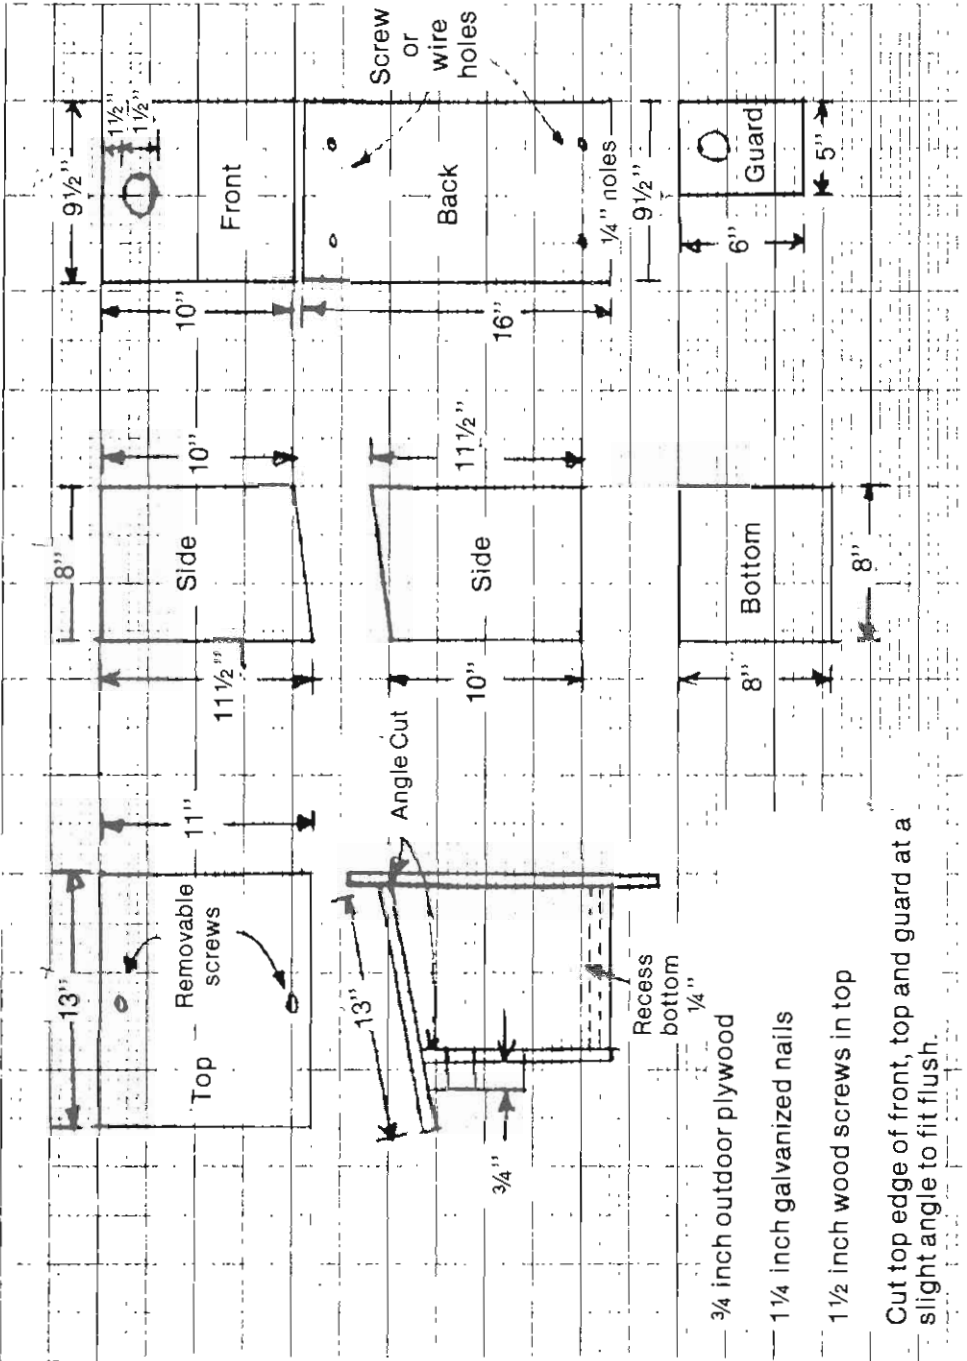 13"
8"
9½"
1½"
1½"
11"
10"
Removable
screws
Top
11½"
Side
10"
10"
Front
Screw
or
wire
holes
13"
Angle Cut
10"
Side
11½"
16"
Back
¾"
Recess
bottom
¼"
¼" noles
9½"
¾ inch outdoor plywood
1¼ inch galvanized nails
1½ inch wood screws in top
Cut top edge of front, top and guard at a
slight angle to fit flush.
8"
Bottom
8"
6"
Guard
5"